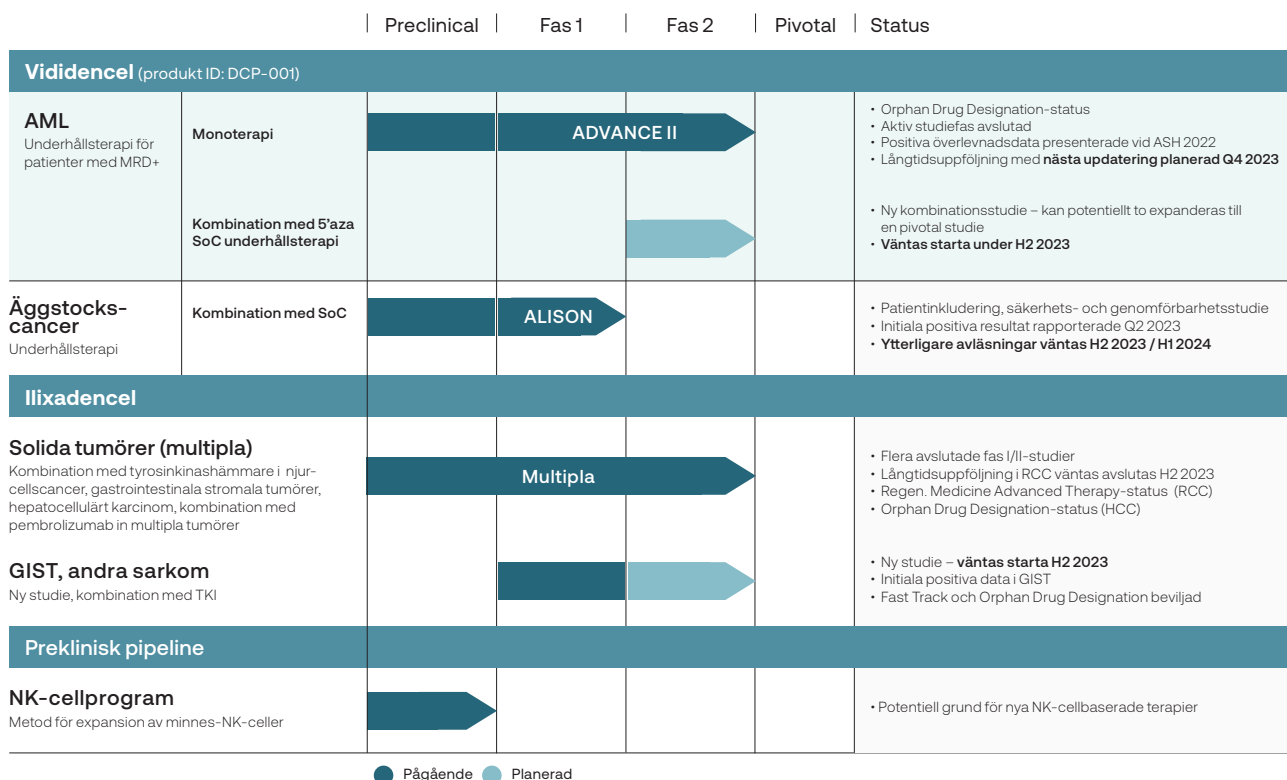 Preclinical
Fas 1
Fas 2
Pivotal
Status
Vididencel (produkt ID: DCP-001)
AML
Underhållsterapi för
patienter med MRD+
Monoterapi
ADVANCE II
• Orphan Drug Designation-status
• Aktiv studiefas avslutad
• Positiva överlevnadsdata presenterade vid ASH 2022
• Långtidsuppföljning med nästa updatering planerad Q4 2023
Kombination med 5’aza
SoC underhållsterapi
• Ny kombinationsstudie – kan potentiellt to expanderas till
en pivotal studie
• Väntas starta under H2 2023
Äggstocks-
cancer
Underhållsterapi
Kombination med SoC
ALISON
• Patientinkludering, säkerhets- och genomförbarhetsstudie
• Initiala positiva resultat rapporterade Q2 2023
• Ytterligare avläsningar väntas H2 2023 / H1 2024
Ilixadencel
Solida tumörer (multipla)
Kombination med tyrosinkinashämmare i njur-
cellscancer, gastrointestinala stromala tumörer,
hepatocellulärt karcinom, kombination med
pembrolizumab in multipla tumörer
Multipla
• Flera avslutade fas I/II-studier
• Långtidsuppföljning i RCC väntas avslutas H2 2023
• Regen. Medicine Advanced Therapy-status (RCC)
• Orphan Drug Designation-status (HCC)
GIST, andra sarkom
Ny studie, kombination med TKI
• Ny studie – väntas starta H2 2023
• Initiala positiva data i GIST
• Fast Track och Orphan Drug Designation beviljad
Preklinisk pipeline
NK-cellprogram
Metod för expansion av minnes-NK-celler
• Potentiell grund för nya NK-cellbaserade terapier
Pågående
Planerad